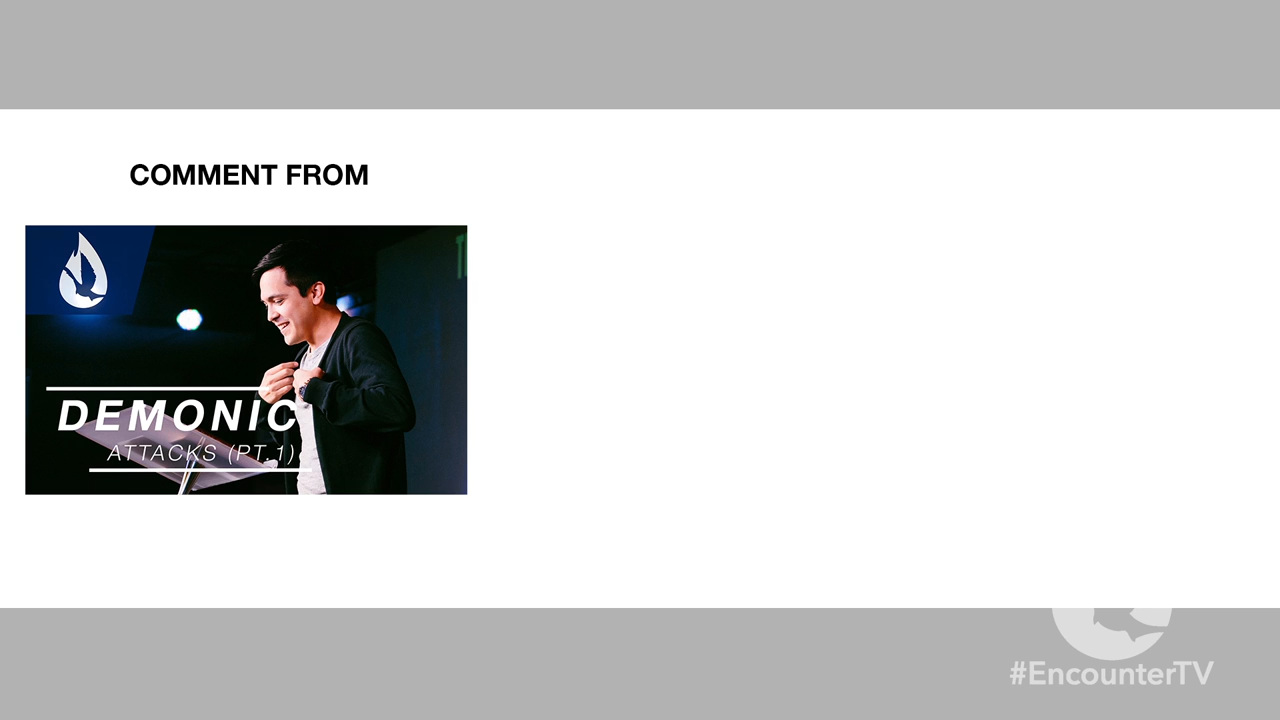 COMMENT FROM
DEMONIC
ATTACKS (PT.1)
#EncounterTV